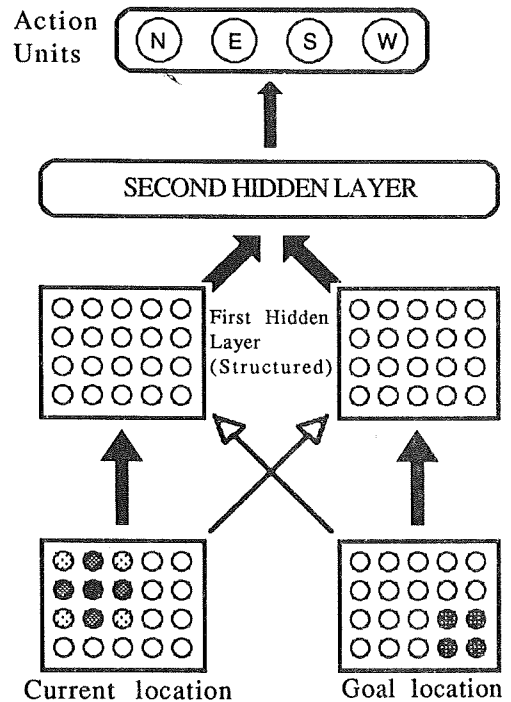 Action
Units
N E S W
SECOND HIDDEN LAYER
First Hidden
Layer
(Structured)
Current location
Goal location